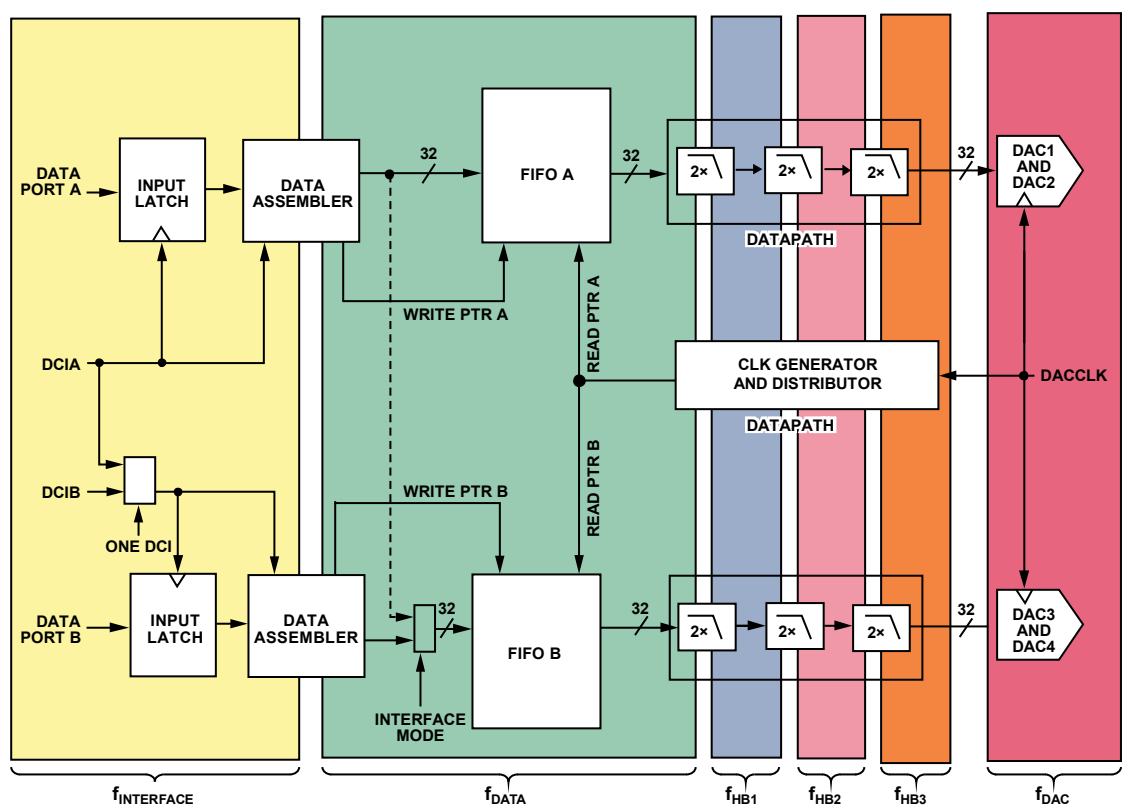 DATA
PORT A
INPUT
LATCH
DATA
ASSEMBLER
32
FIFO A
32
2×
2×
2×
32
DAC1
AND
DAC2
DATAPATH
WRITE PTR A
READ PTR A
DCIA
CLK GENERATOR
AND DISTRIBUTOR
DACCLK
DATAPATH
DCIB
ONE DCI
WRITE PTR B
READ PTR B
DATA
PORT B
INPUT
LATCH
DATA
ASSEMBLER
32
FIFO B
32
2×
2×
2×
32
DAC3
AND
DAC4
INTERFACE
MODE
fINTERFACE
fDATA
fHB1
fHB2
fHB3
fDAC